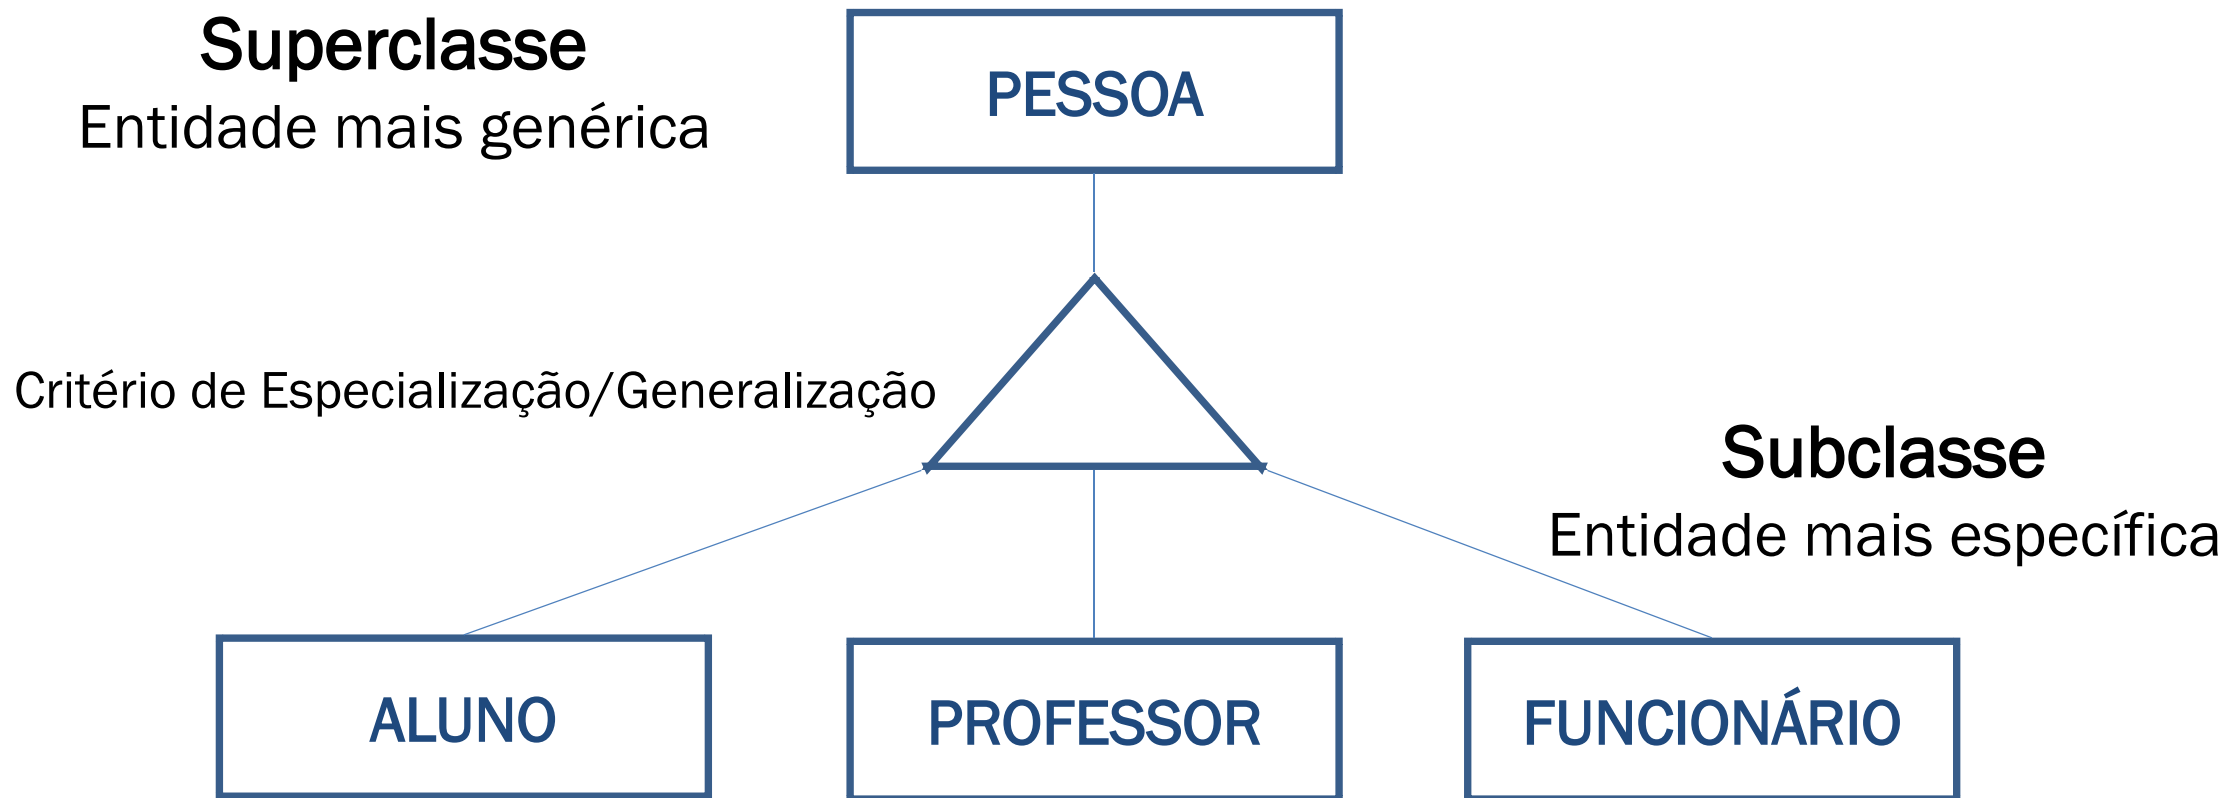 Superclasse
Entidade mais genérica
PESSOA
Critério de Especialização/Generalização
Subclasse
Entidade mais específica
ALUNO
PROFESSOR
FUNCIONÁRIO